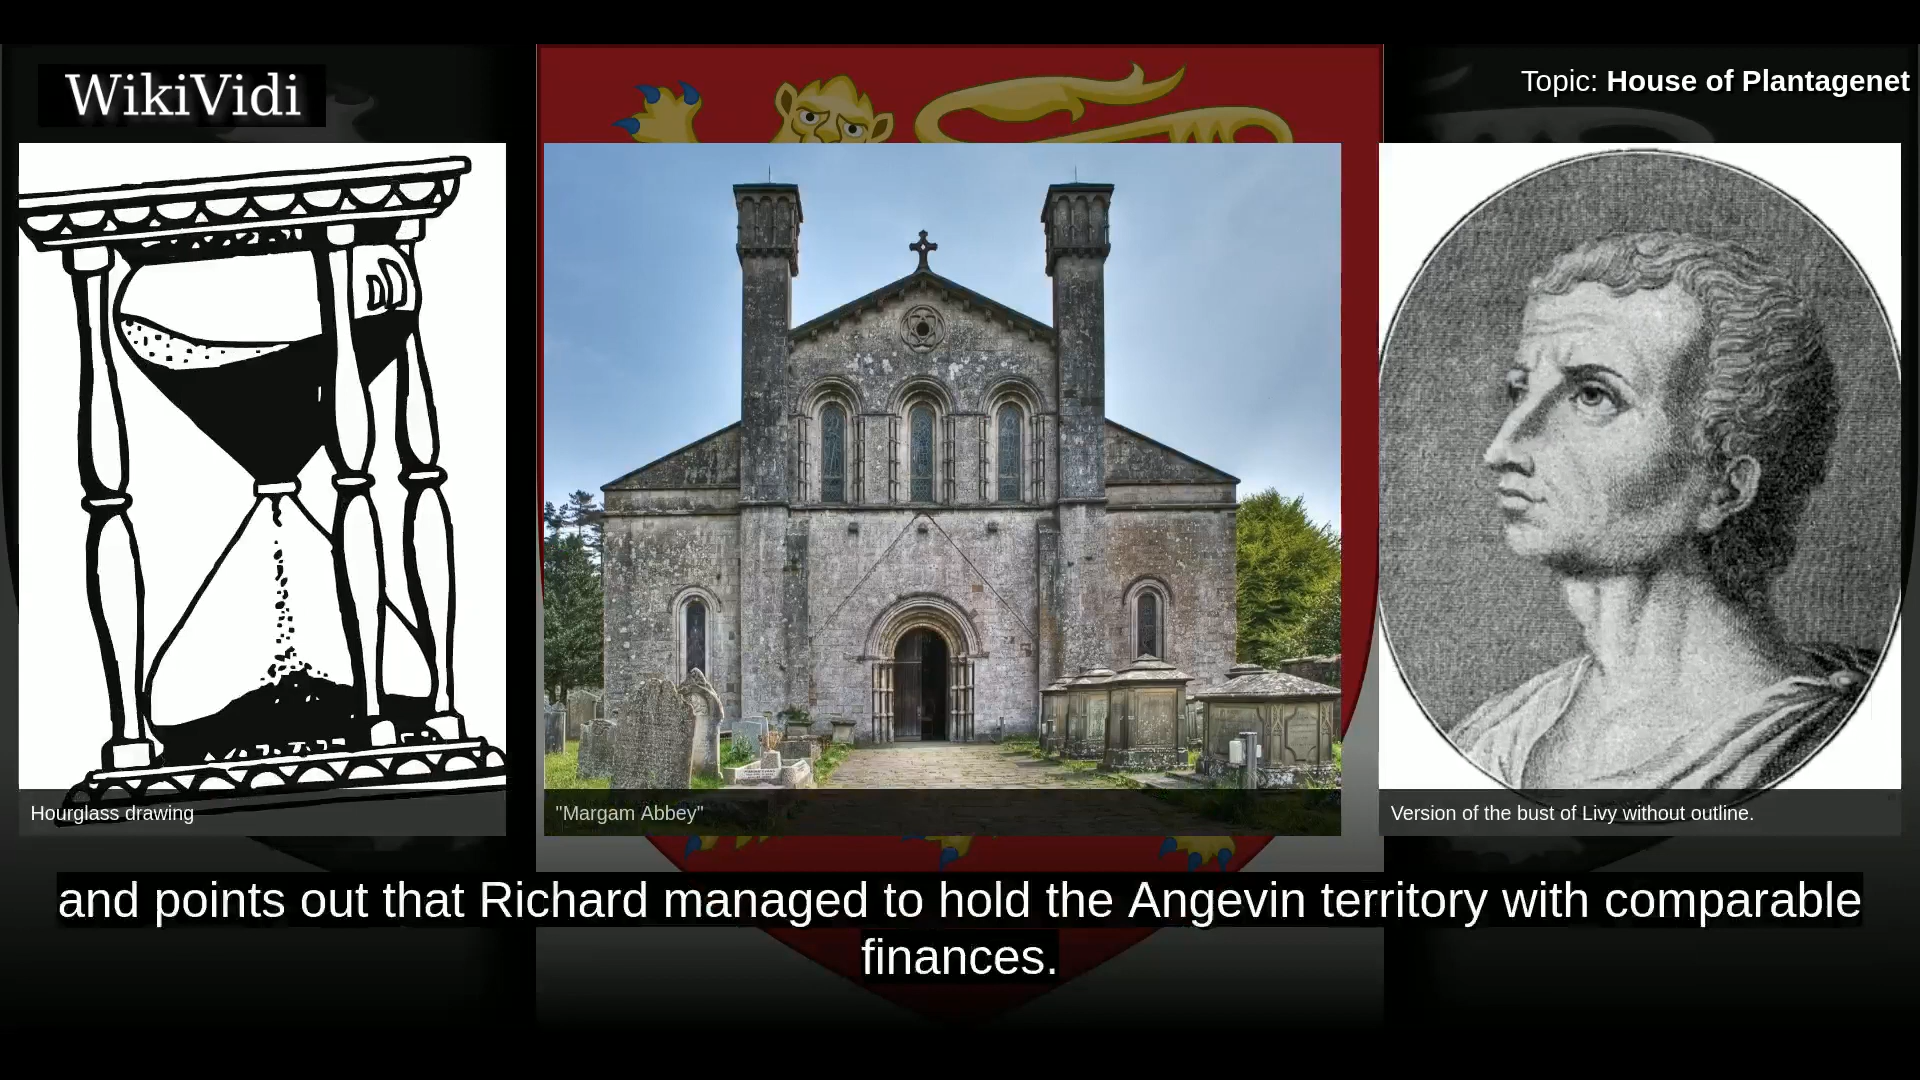 WikiVidi
Topic: House of Plantagenet
Hourglass drawing
"Margam Abbey"
Version of the bust of Livy without outline.
and points out that Richard managed to hold the Angevin territory with comparable
finances.